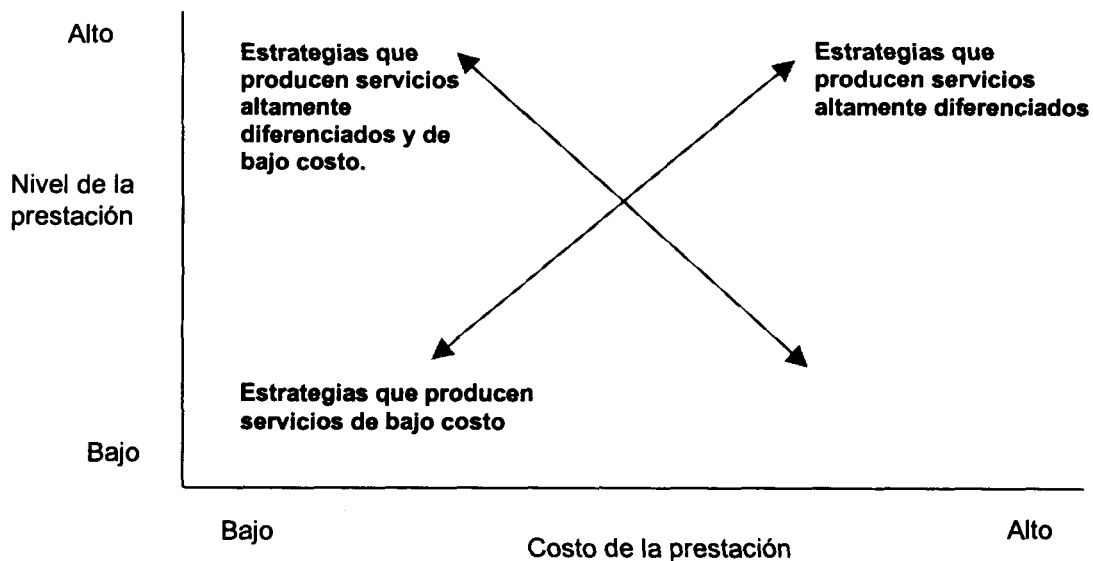 Alto
Estrategias que
producen servicios
altamente
diferenciados y de
bajo costo.
Estrategias que
producen servicios
altamente diferenciados
Nivel de la
prestación
Estrategias que producen
servicios de bajo costo
Bajo
Bajo
Costo de la prestación
Alto